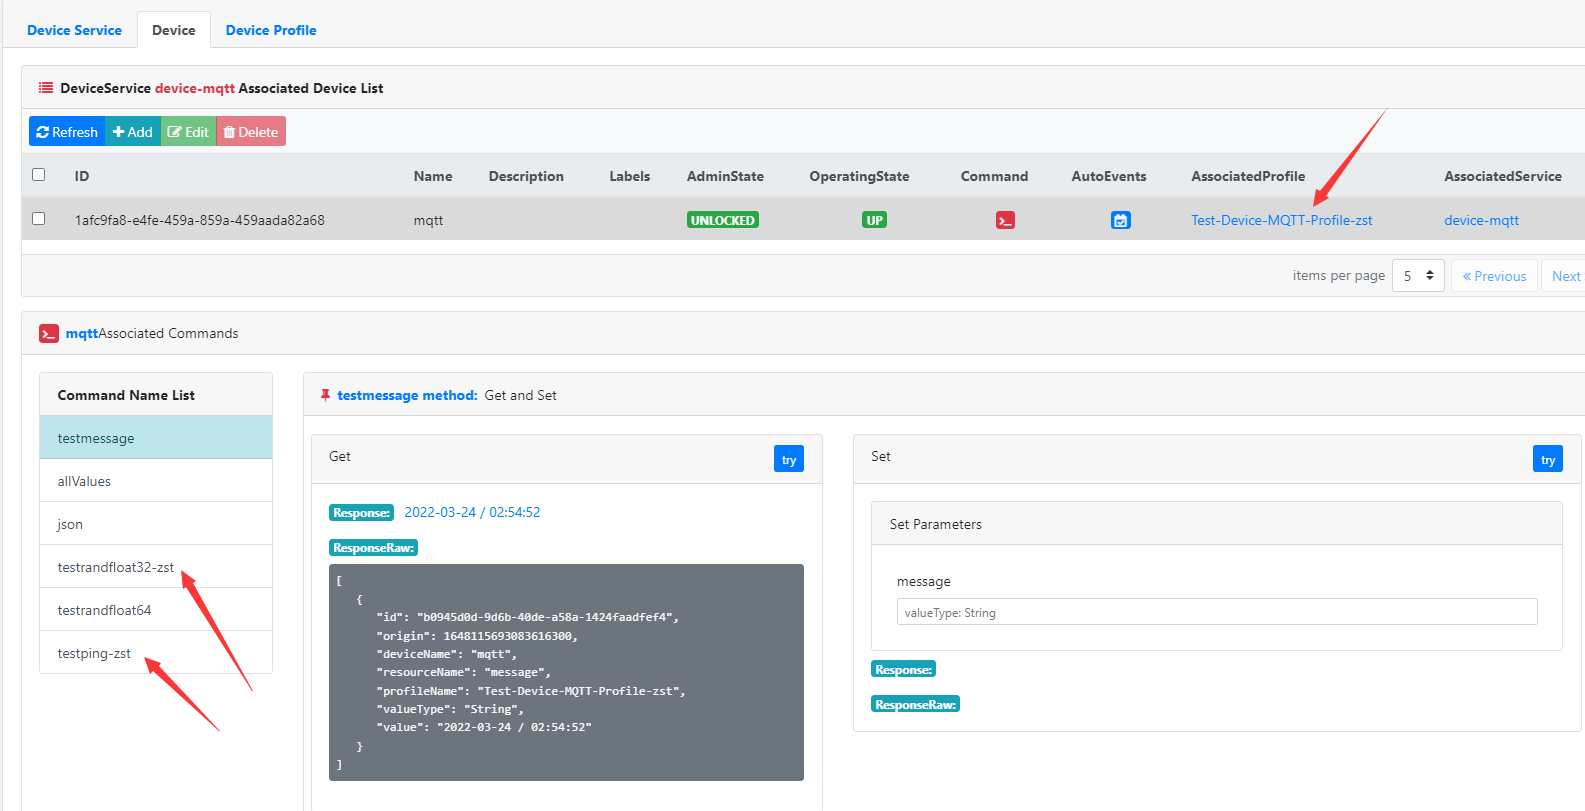 Device Service Device Device Profile
DeviceService device-mqtt Associated Device List
Refresh Add Edit Delete
ID Name Description Labels AdminState OperatingState Command AutoEvents AssociatedProfile AssociatedService
1afc9fa8-e4fe-459a-859a-459aada82a68 mqtt UNLOCKED UP Test-Device-MQTT-Profile-zst device-mqtt
items per page 5 « Previous Next
mqttAssociated Commands
Command Name List
testmessage
allValues
json
testrandfloat32-zst
testrandfloat64
testping-zst
testmessage method: Get and Set
Get try
Response: 2022-03-24 / 02:54:52
ResponseRaw:
[
{
"id": "b0945d0d-9d6b-40de-a58a-1424faadfef4",
"origin": 1648115693083616300,
"deviceName": "mqtt",
"resourceName": "message",
"profileName": "Test-Device-MQTT-Profile-zst",
"valueType": "String",
"value": "2022-03-24 / 02:54:52"
}
]
Set try
Set Parameters
message
valueType: String
Response:
ResponseRaw: